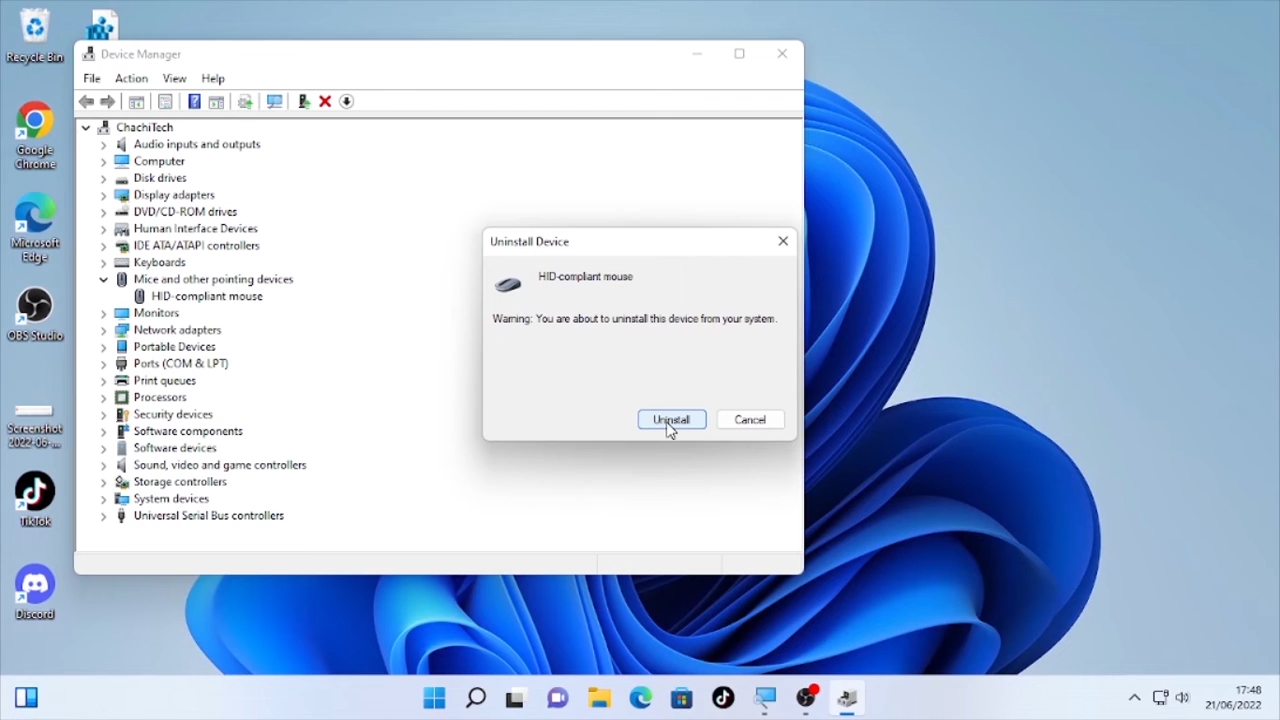 Recycle Bin
Google
Chrome
Microsoft
Edge
OBS Studio
Screenshot
2022-06-...
TikTok
Discord
Device Manager
File Action View Help
ChachiTech
Audio inputs and outputs
Computer
Disk drives
Display adapters
DVD/CD-ROM drives
Human Interface Devices
IDE ATA/ATAPI controllers
Keyboards
Mice and other pointing devices
HID-compliant mouse
Monitors
Network adapters
Portable Devices
Ports (COM & LPT)
Print queues
Processors
Security devices
Software components
Software devices
Sound, video and game controllers
Storage controllers
System devices
Universal Serial Bus controllers
Uninstall Device
HID-compliant mouse
Warning: You are about to uninstall this device from your system.
Uninstall Cancel
17:48
21/06/2022